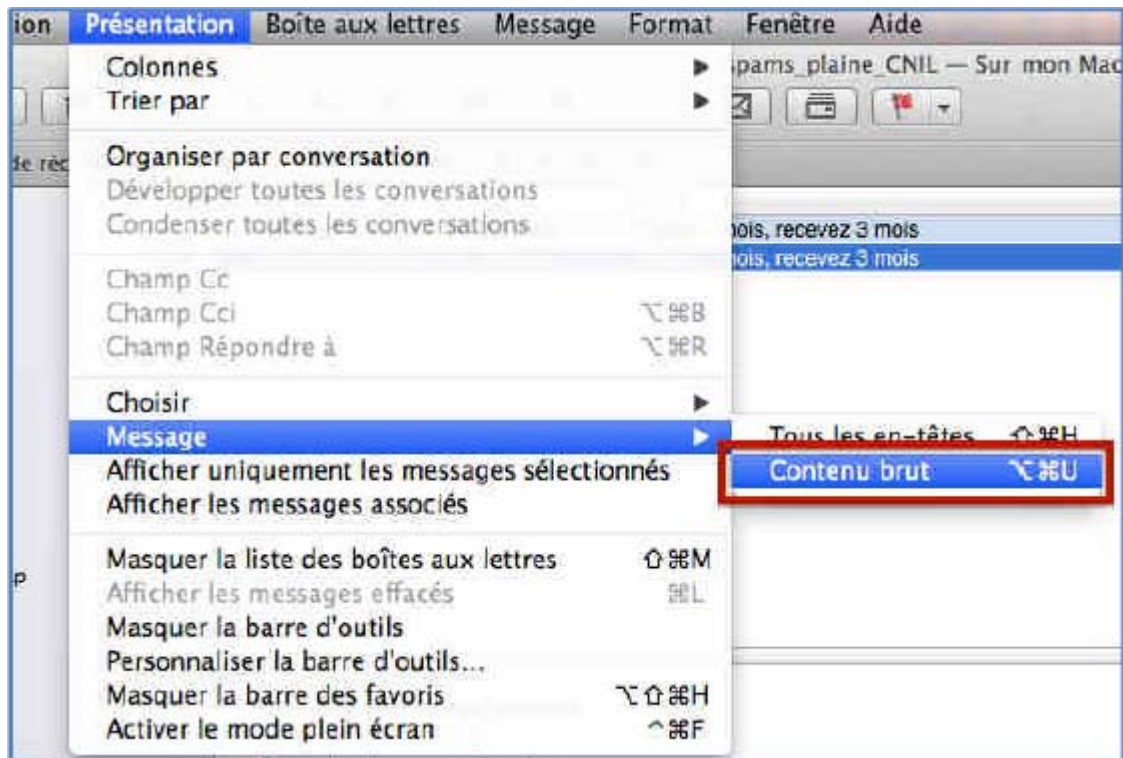 ion Présentation Boîte aux lettres Message Format Fenêtre Aide
spams_plaine_CNIL — Sur mon Mac
Colonnes ▶
Trier par ▶
Organiser par conversation
Développer toutes les conversations
Condenser toutes les conversations
mois, recevez 3 mois
mois, recevez 3 mois
Champ Cc
Champ Cci ⌥⌘B
Champ Répondre à ⌥⌘R
Choisir ▶
Message ▶
Tous les en-têtes ⇧⌘H
Contenu brut ⌥⌘U
Afficher uniquement les messages sélectionnés
Afficher les messages associés
Masquer la liste des boîtes aux lettres ⇧⌘M
Afficher les messages effacés ⌘L
Masquer la barre d'outils
Personnaliser la barre d'outils...
Masquer la barre des favoris ⌥⇧⌘H
Activer le mode plein écran ^⌘F